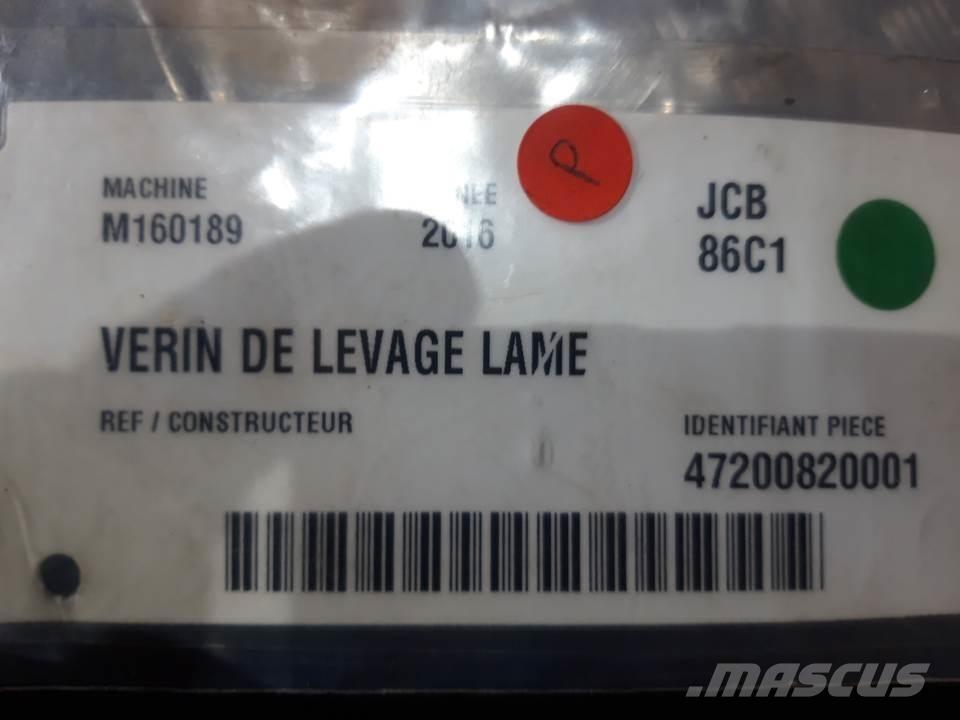 MACHINE
M160189
2016
JCB
86C1
VERIN DE LEVAGE LAME
REF / CONSTRUCTEUR
IDENTIFIANT PIECE
47200820001
MASCUS